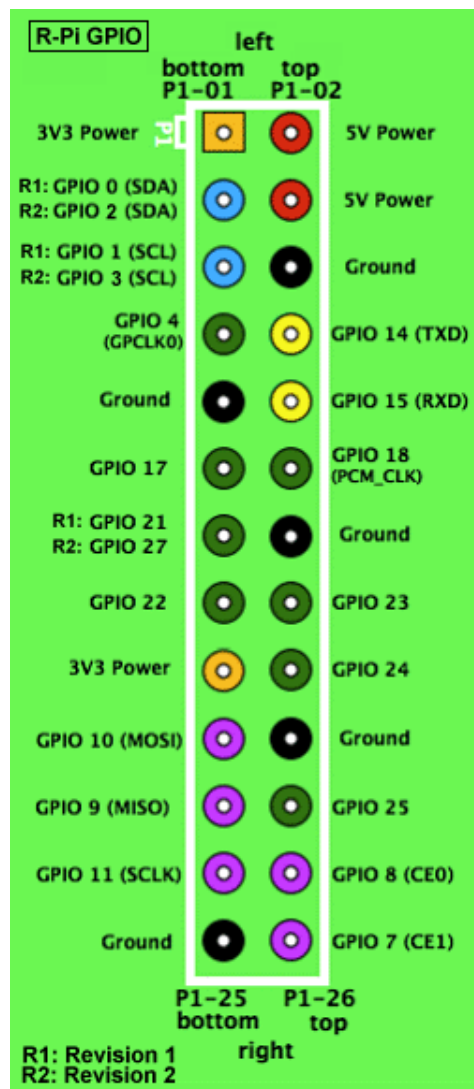 R-Pi GPIO
left
bottom top
P1-01 P1-02
3V3 Power P1 5V Power
R1: GPIO 0 (SDA)
R2: GPIO 2 (SDA) 5V Power
R1: GPIO 1 (SCL)
R2: GPIO 3 (SCL) Ground
GPIO 4
(GPCLK0) GPIO 14 (TXD)
Ground GPIO 15 (RXD)
GPIO 17 GPIO 18
(PCM_CLK)
R1: GPIO 21
R2: GPIO 27 Ground
GPIO 22 GPIO 23
3V3 Power GPIO 24
GPIO 10 (MOSI) Ground
GPIO 9 (MISO) GPIO 25
GPIO 11 (SCLK) GPIO 8 (CE0)
Ground GPIO 7 (CE1)
P1-25 P1-26
bottom top
right
R1: Revision 1
R2: Revision 2